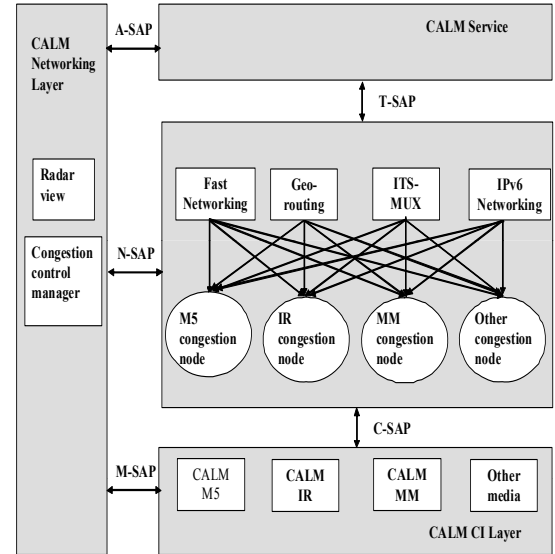 CALM
Networking
Layer
A-SAP
CALM Service
T-SAP
Radar
view
Congestion
control
manager
N-SAP
Fast
Networking
Geo-
routing
ITS-
MUX
IPv6
Networking
M5
congestion
node
IR
congestion
node
MM
congestion
node
Other
congestion
node
C-SAP
M-SAP
CALM
M5
CALM
IR
CALM
MM
Other
media
CALM CI Layer